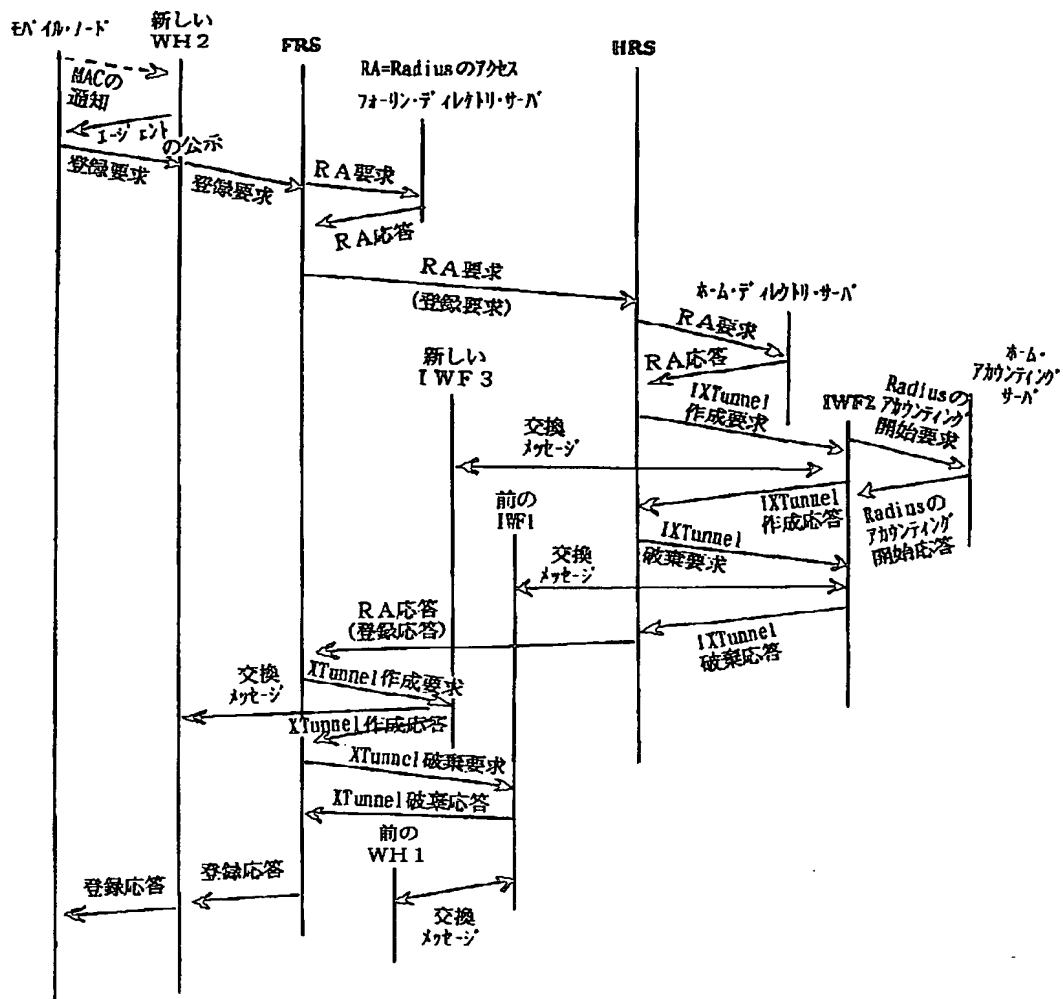 モバイル・ノード
新しい
WH2
FRS
HRS
RA=Radiusのアクセス
フォーリン・ディレクトリ・サーバ
MACの
通知
エージェント
の公示
登録要求
登録要求
RA要求
RA応答
RA要求
(登録要求)
ホーム・ディレクトリ・サーバ
RA要求
RA応答
新しい
IWF3
ホーム・
アカウンティング
サーバ
IXTunnel
作成要求
IWF2
Radiusの
アカウンティング
開始要求
交換
メッセージ
前の
IWF1
IXTunnel
作成応答
Radiusの
アカウンティング
開始応答
IXTunnel
破棄要求
交換
メッセージ
RA応答
(登録応答)
IXTunnel
破棄応答
交換
メッセージ
XTunnel作成要求
XTunnel作成応答
XTunnel破棄要求
XTunnel破棄応答
前の
WH1
登録応答
登録応答
交換
メッセージ